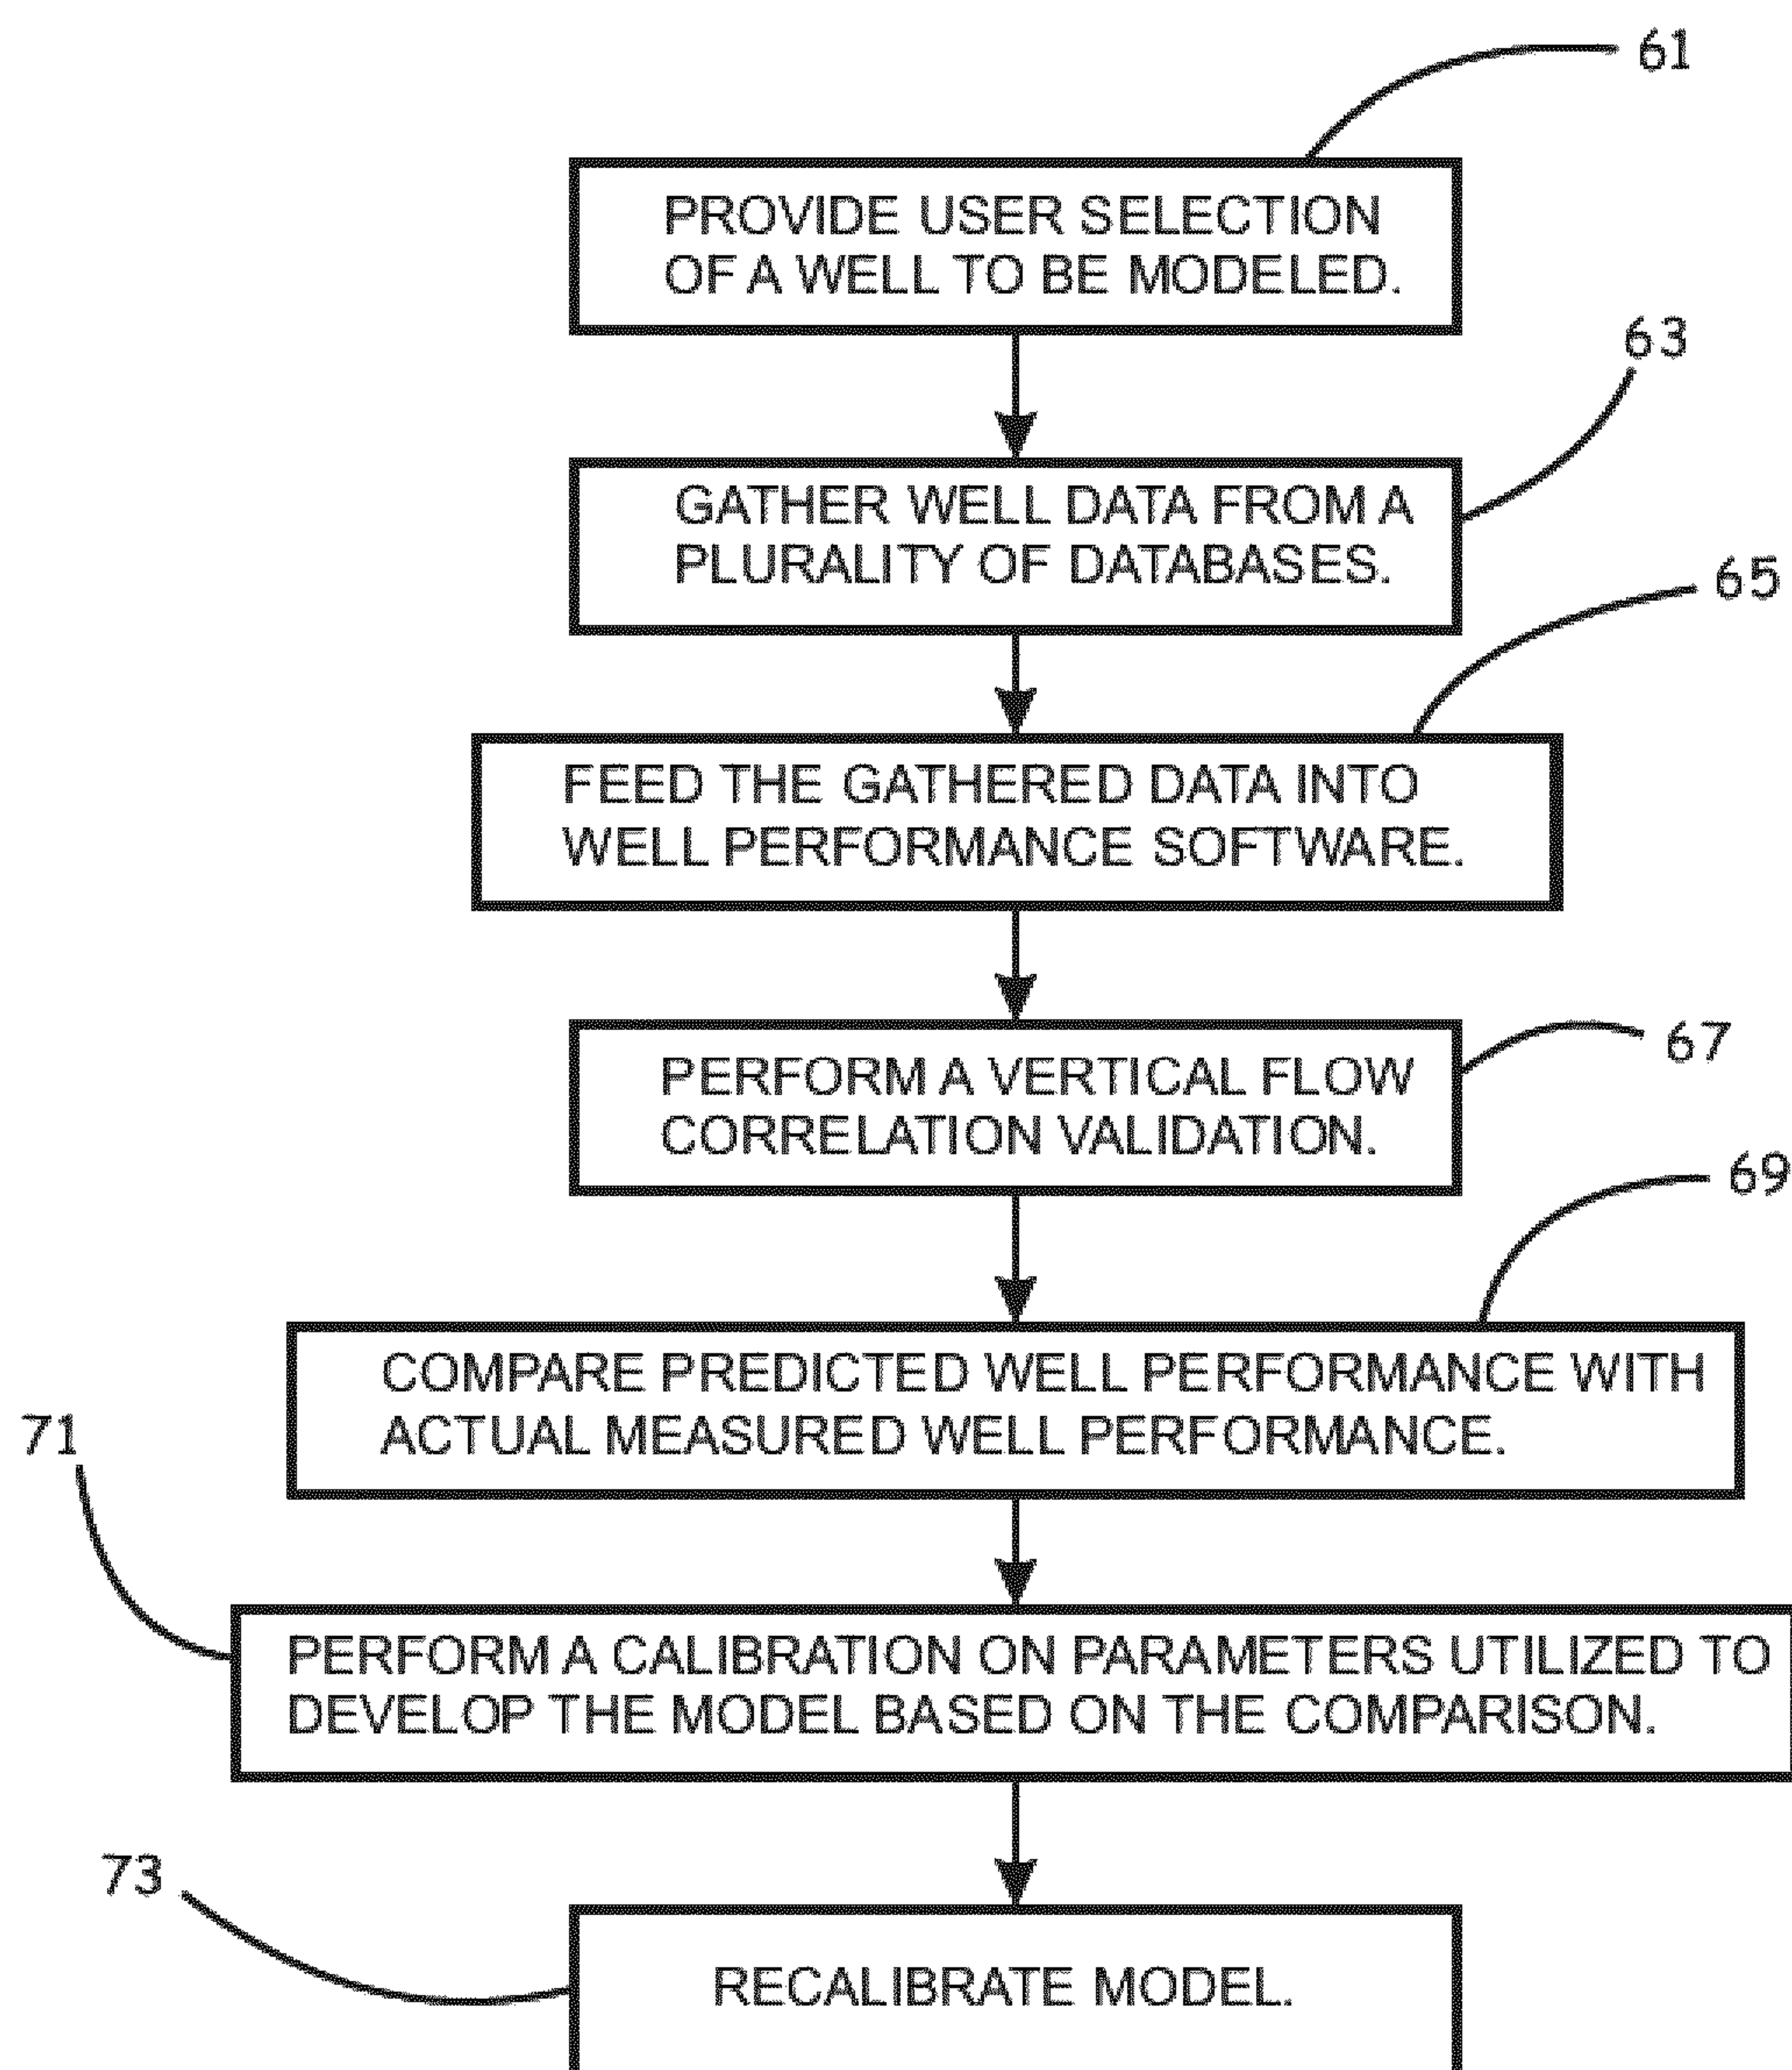 61
PROVIDE USER SELECTION
OF A WELL TO BE MODELED.
63
GATHER WELL DATA FROM A
PLURALITY OF DATABASES.
65
FEED THE GATHERED DATA INTO
WELL PERFORMANCE SOFTWARE.
67
PERFORM A VERTICAL FLOW
CORRELATION VALIDATION.
69
COMPARE PREDICTED WELL PERFORMANCE WITH
ACTUAL MEASURED WELL PERFORMANCE.
71
PERFORM A CALIBRATION ON PARAMETERS UTILIZED TO
DEVELOP THE MODEL BASED ON THE COMPARISON.
73
RECALIBRATE MODEL.